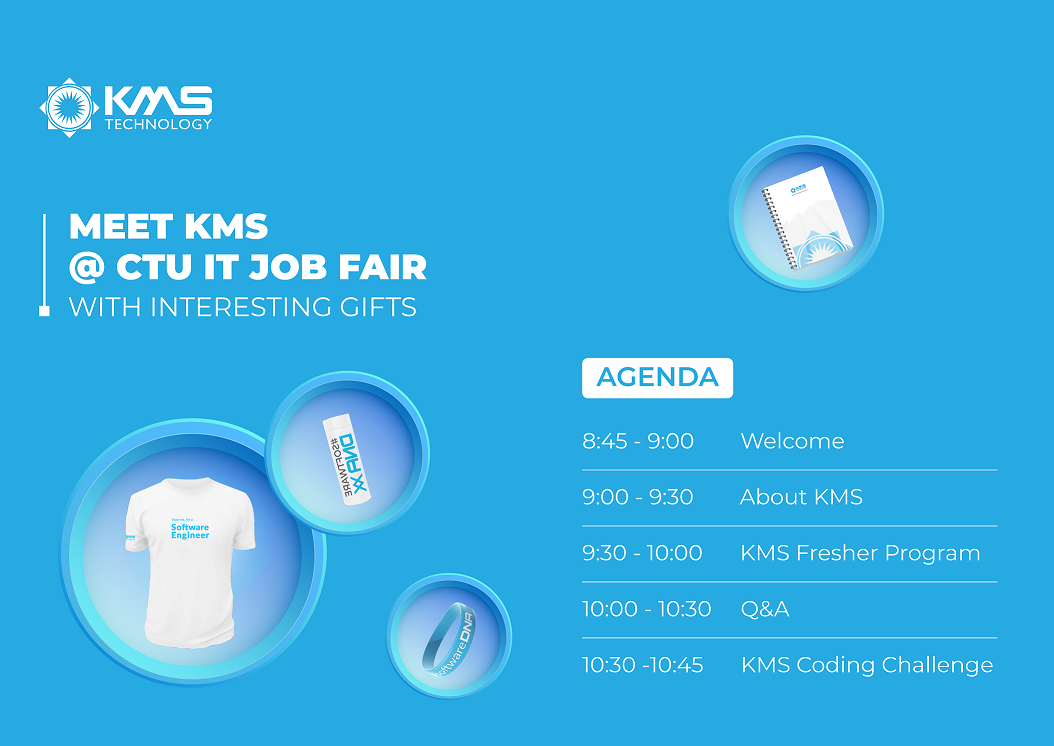 KMS
TECHNOLOGY
MEET KMS
@ CTU IT JOB FAIR
WITH INTERESTING GIFTS
#SOFTWARE
DNA
Software
Engineer
SoftwareDNA
AGENDA
8:45 - 9:00 Welcome
9:00 - 9:30 About KMS
9:30 - 10:00 KMS Fresher Program
10:00 - 10:30 Q&A
10:30 -10:45 KMS Coding Challenge